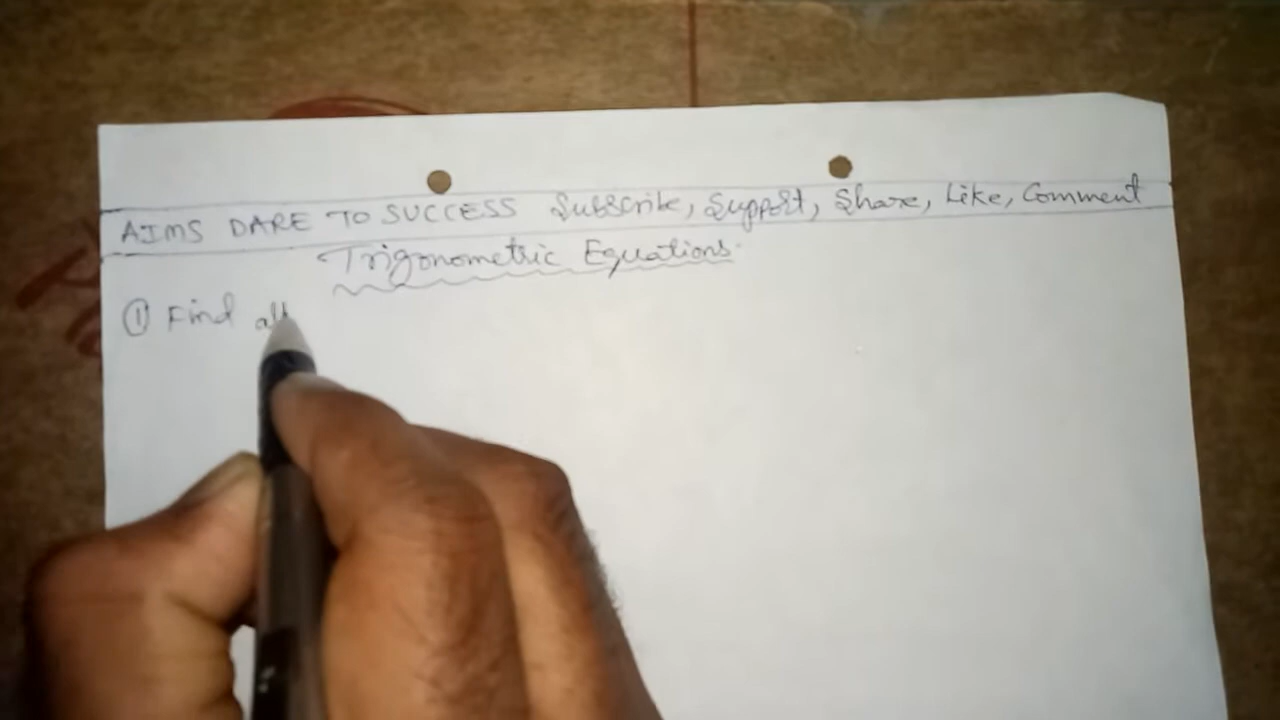 AIMS DARE TO SUCCESS Subscribe, Support, Share, Like, Comment
Trigonometric Equations
① Find all